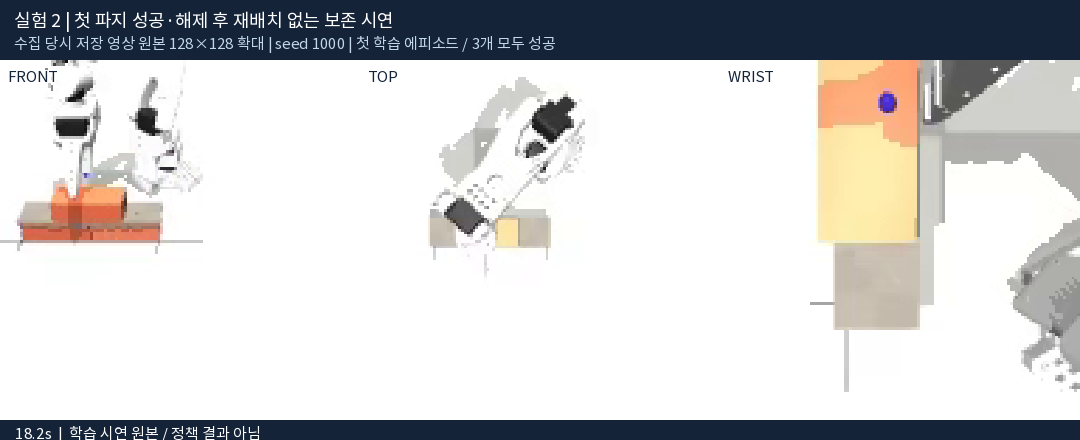 실험 2 | 첫 파지 성공·해제 후 재배치 없는 보존 시연
수집 당시 저장 영상 원본 128×128 확대 | seed 1000 | 첫 학습 에피소드 / 3개 모두 성공
FRONT
TOP
WRIST
18.2s | 학습 시연 원본 / 정책 결과 아님